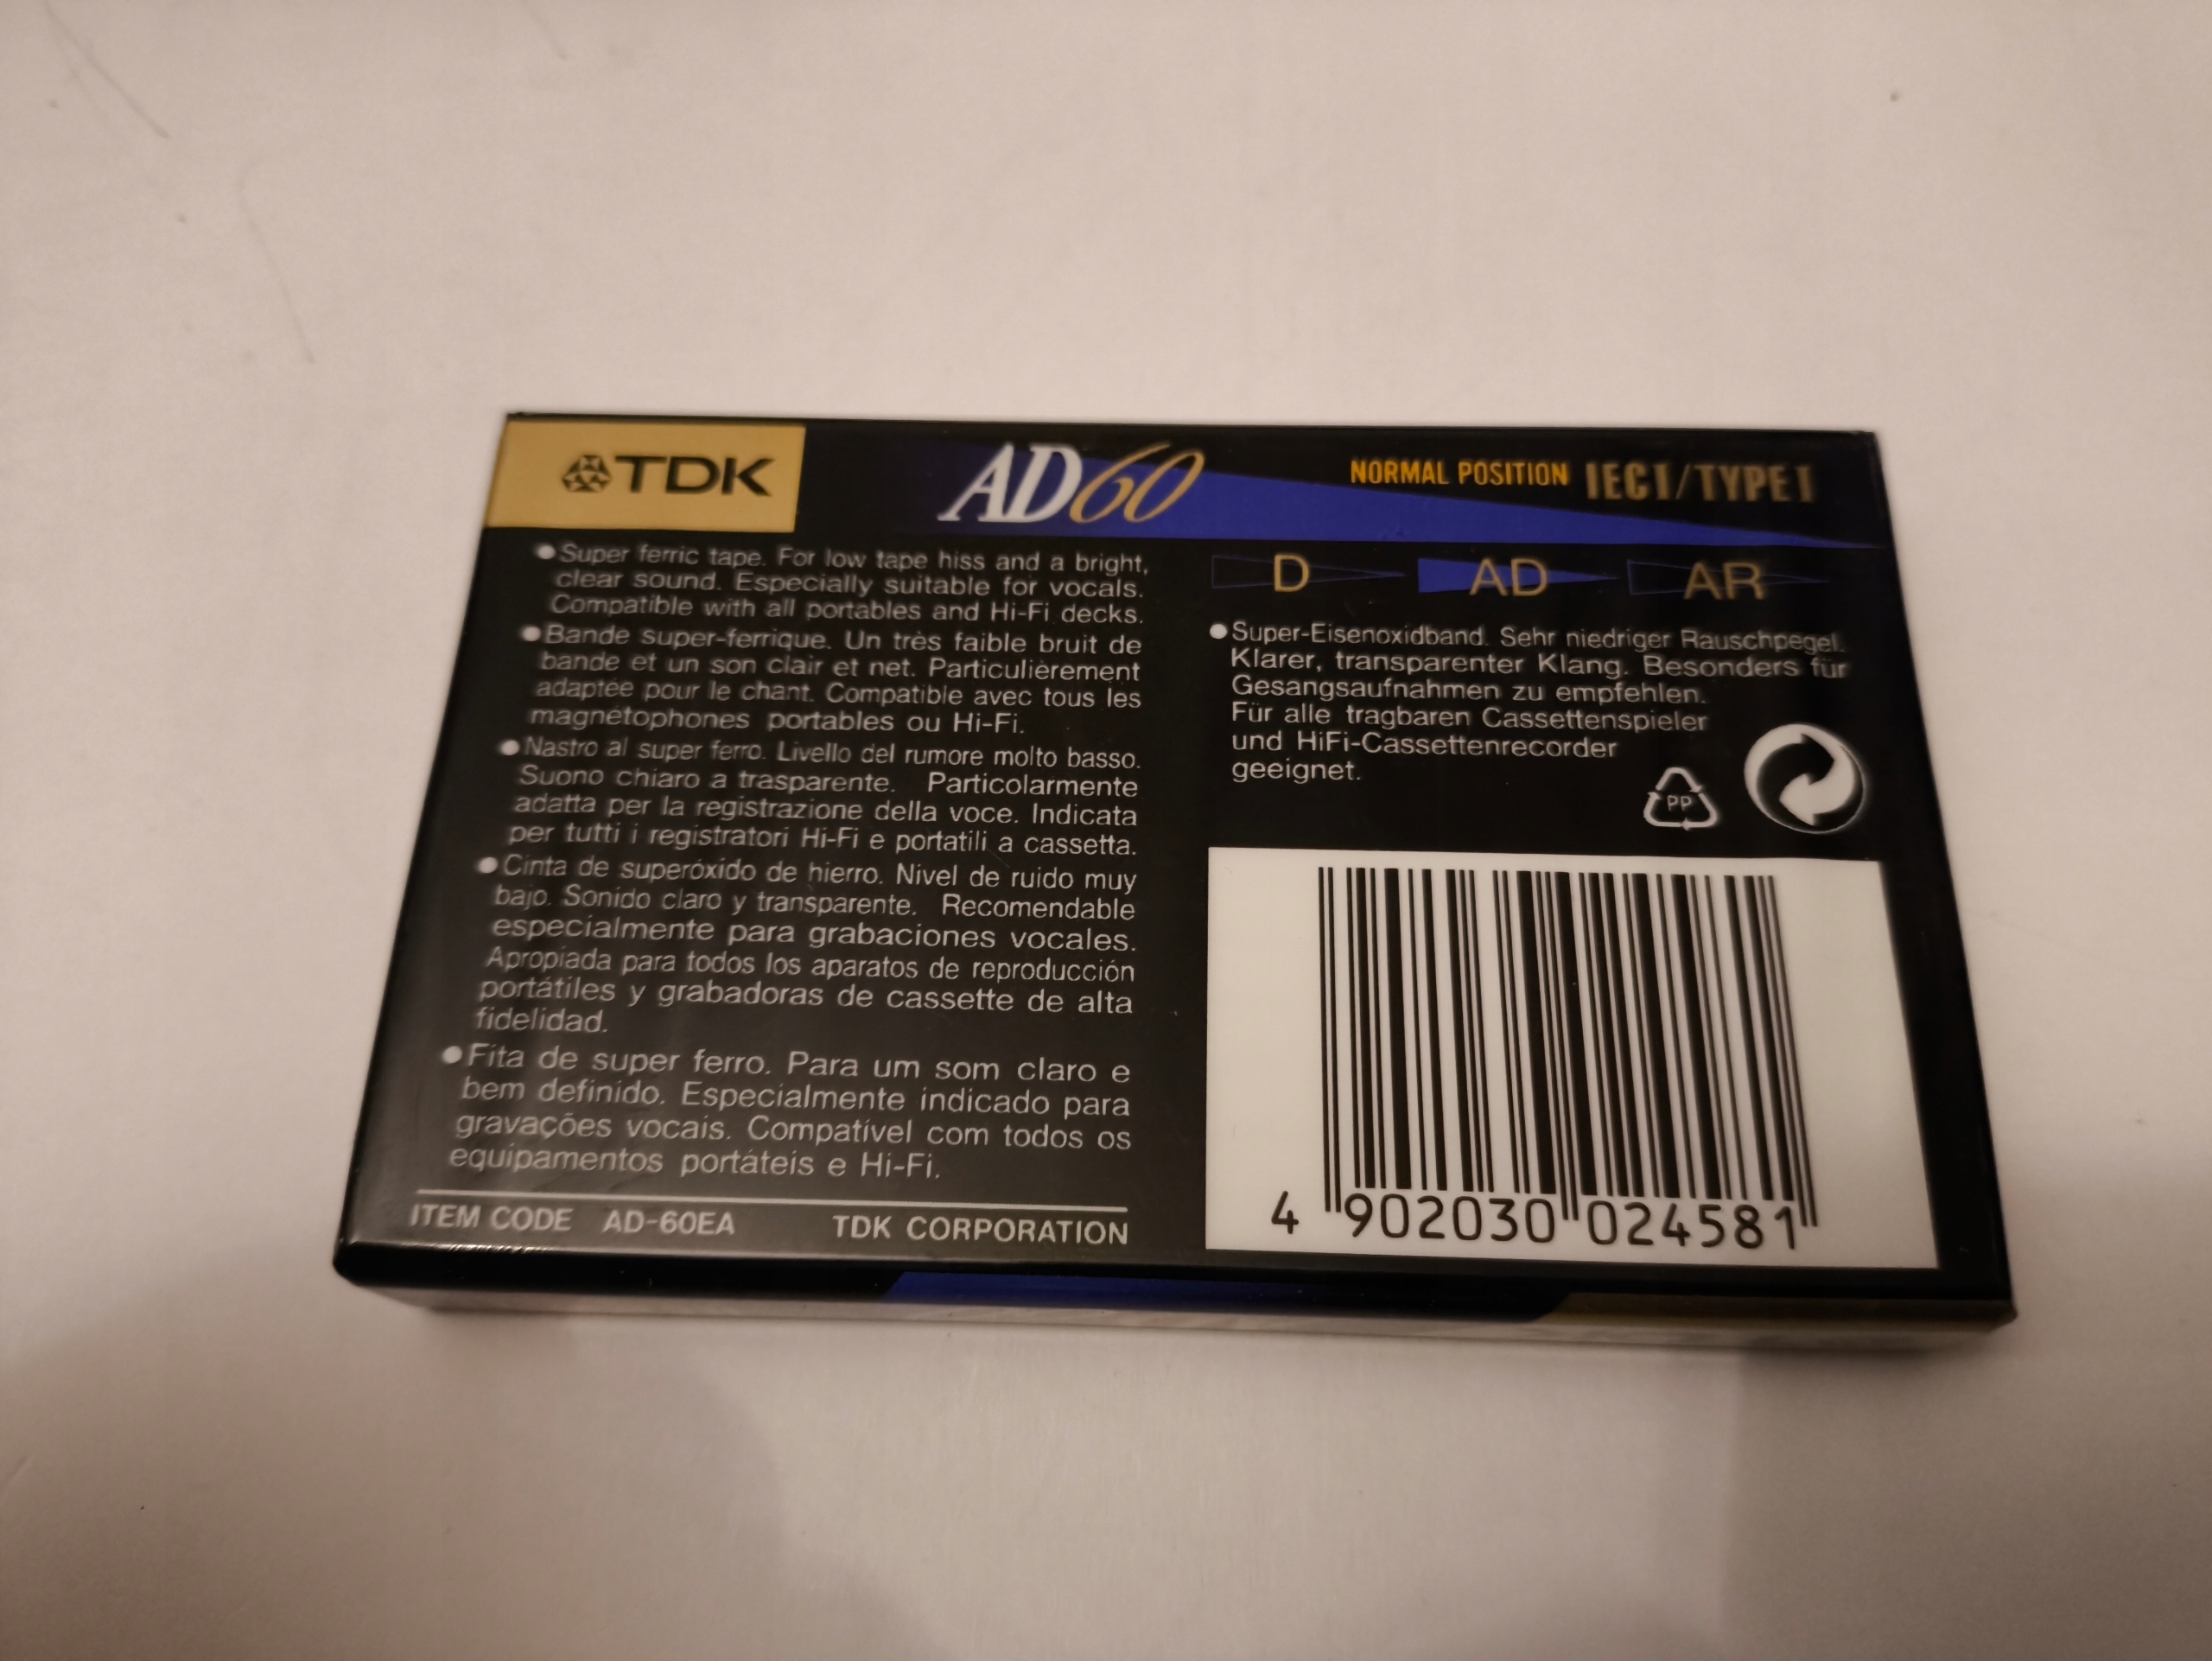 TDK
AD60
NORMAL POSITION IEC I/TYPE I
● Super ferric tape. For low tape hiss and a bright,
clear sound. Especially suitable for vocals.
Compatible with all portables and Hi-Fi decks.
● Bande super-ferrique. Un très faible bruit de
bande et un son clair et net. Particulièrement
adaptée pour le chant. Compatible avec tous les
magnétophones portables ou Hi-Fi.
● Nastro al super ferro. Livello del rumore molto basso.
Suono chiaro a trasparente. Particolarmente
adatta per la registrazione della voce. Indicata
per tutti i registratori Hi-Fi e portatili a cassetta.
● Cinta de superóxido de hierro. Nivel de ruido muy
bajo. Sonido claro y transparente. Recomendable
especialmente para grabaciones vocales.
Apropiada para todos los aparatos de reproducción
portátiles y grabadoras de cassette de alta
fidelidad.
● Fita de super ferro. Para um som claro e
bem definido. Especialmente indicado para
gravações vocais. Compatível com todos os
equipamentos portáteis e Hi-Fi.
ITEM CODE AD-60EA TDK CORPORATION
D AD AR
● Super-Eisenoxidband. Sehr niedriger Rauschpegel.
Klarer, transparenter Klang. Besonders für
Gesangsaufnahmen zu empfehlen.
Für alle tragbaren Cassettenspieler
und HiFi-Cassettenrecorder
geeignet.
PP
4 902030 024581